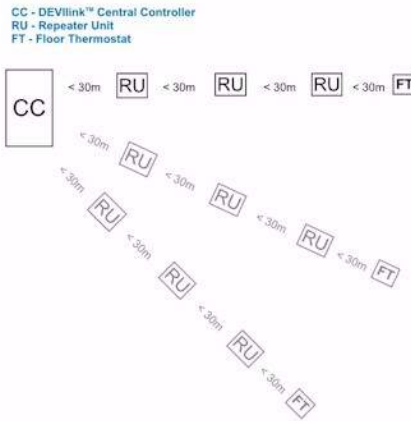 CC - DEVIlink™ Central Controller
RU - Repeater Unit
FT - Floor Thermostat
CC < 30m RU < 30m RU < 30m RU < 30m FT
< 30m RU < 30m RU < 30m RU < 30m FT
< 30m RU < 30m RU < 30m RU < 30m FT